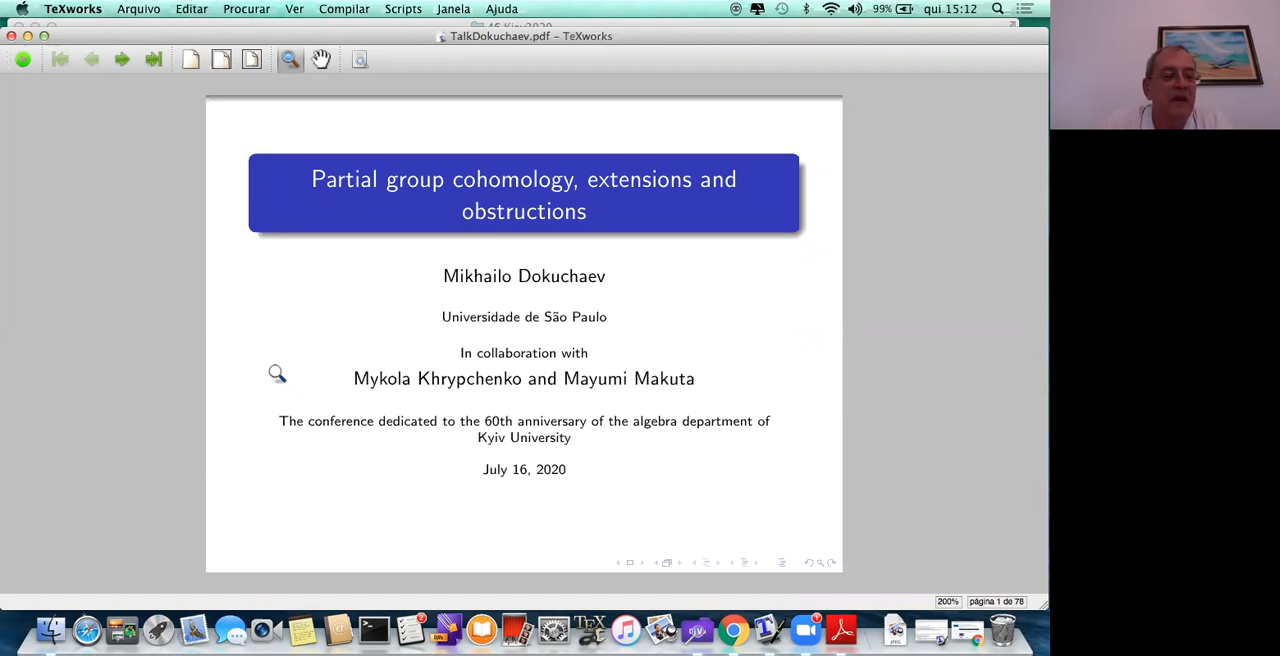 TeXworks Arquivo Editar Procurar Ver Compilar Scripts Janela Ajuda 99% qui 15:12
TalkDokuchaev.pdf – TeXworks
Partial group cohomology, extensions and
obstructions
Mikhailo Dokuchaev
Universidade de São Paulo
In collaboration with
Mykola Khrypchenko and Mayumi Makuta
The conference dedicated to the 60th anniversary of the algebra department of
Kyiv University
July 16, 2020
200% página 1 de 78